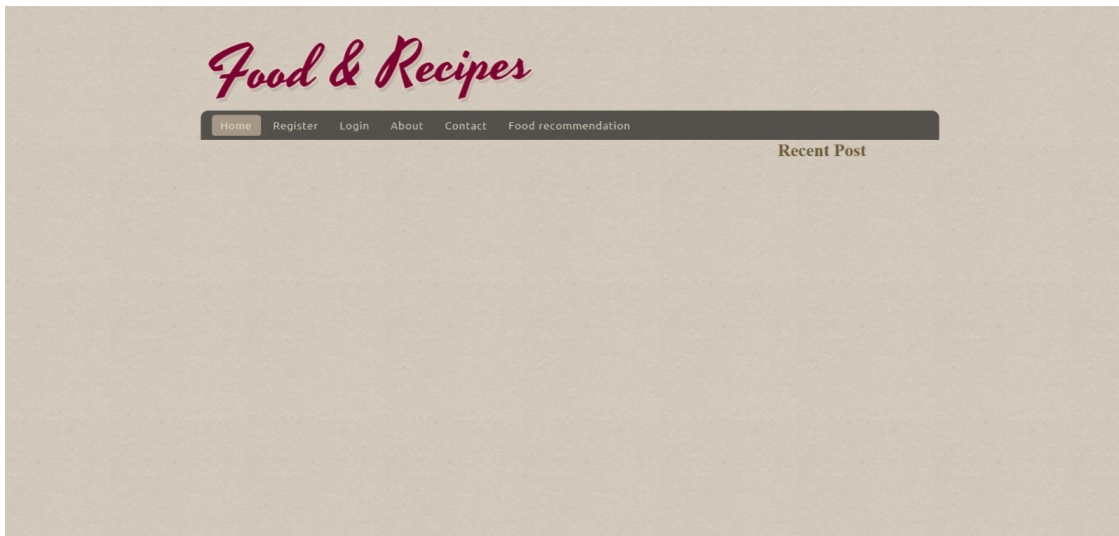 Food & Recipes
Home Register Login About Contact Food recommendation
Recent Post